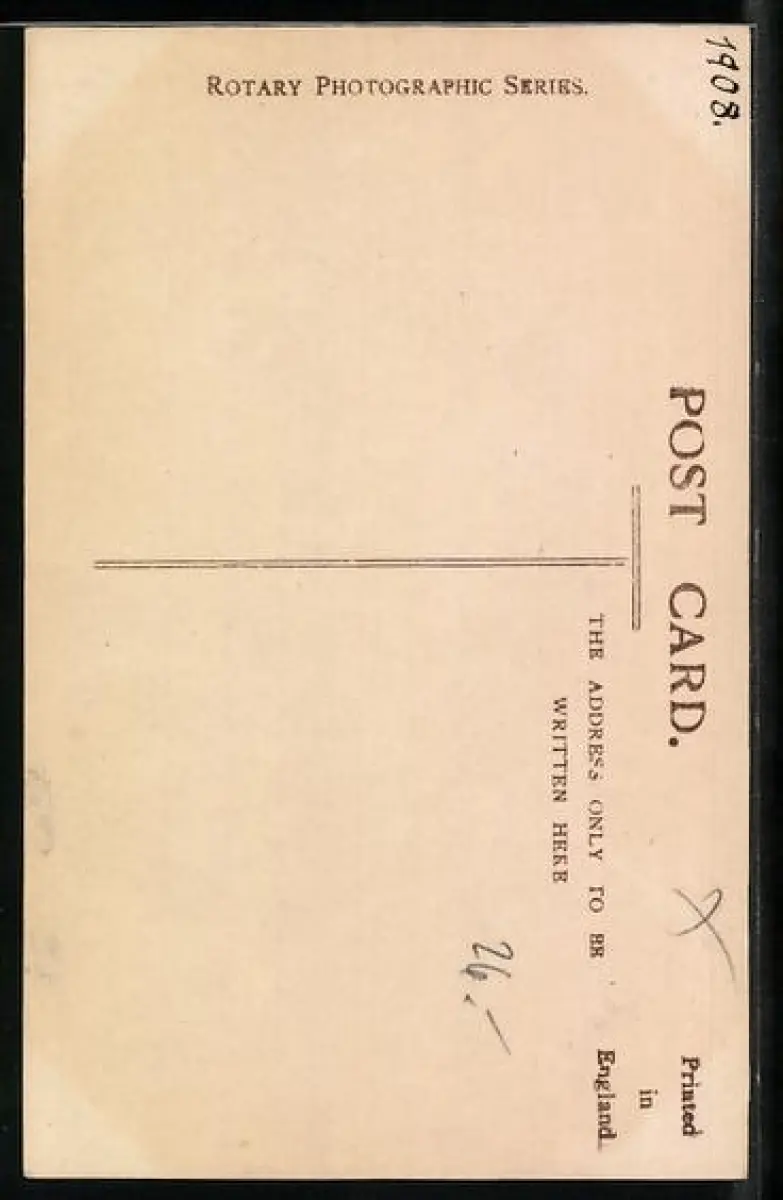 1908.
POST CARD.
ROTARY PHOTOGRAPHIC SERIES.
THE ADDRESS ONLY TO BE
WRITTEN HERE
Printed
in
England.
26.-